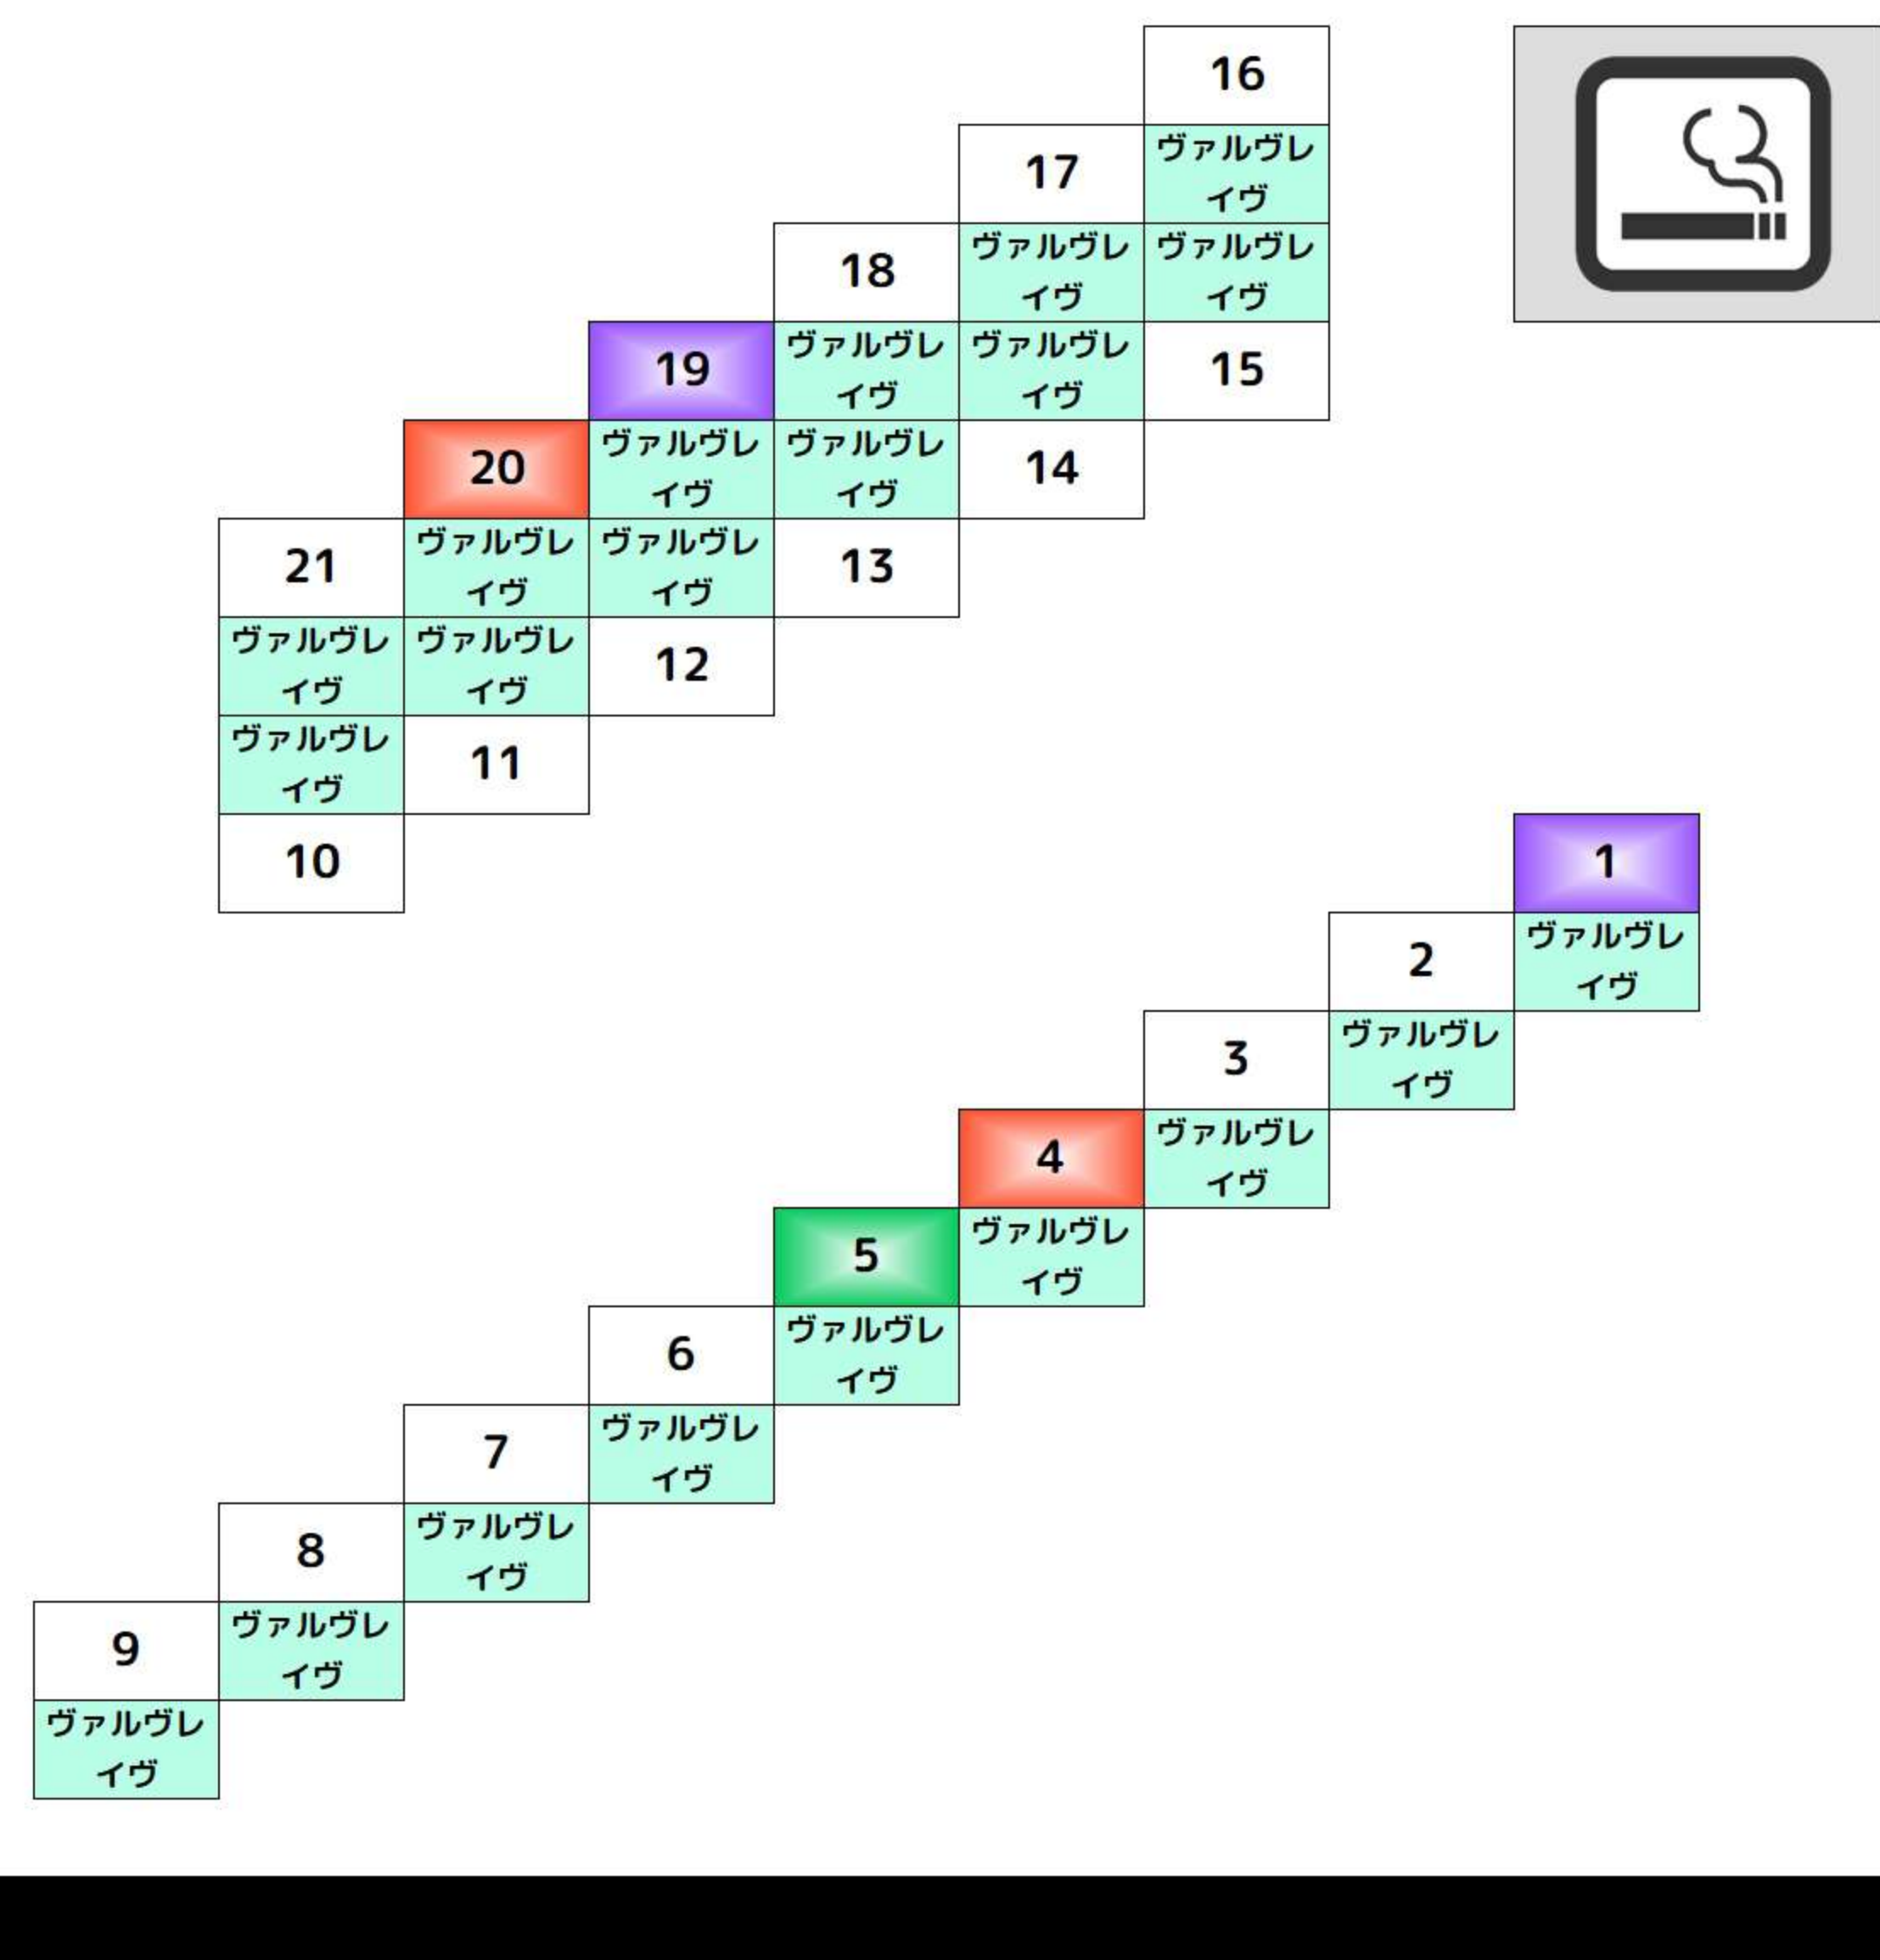 16
17 ヴァルヴレ
イヴ
18 ヴァルヴレ ヴァルヴレ
イヴ イヴ
19 ヴァルヴレ ヴァルヴレ 15
イヴ イヴ
20 ヴァルヴレ ヴァルヴレ 14
イヴ イヴ
21 ヴァルヴレ ヴァルヴレ 13
イヴ イヴ
ヴァルヴレ ヴァルヴレ 12
イヴ イヴ
ヴァルヴレ 11
イヴ
10 1
2 ヴァルヴレ
イヴ
3 ヴァルヴレ
イヴ
4 ヴァルヴレ
イヴ
5 ヴァルヴレ
イヴ
6 ヴァルヴレ
イヴ
7 ヴァルヴレ
イヴ
8 ヴァルヴレ
イヴ
9 ヴァルヴレ
イヴ
ヴァルヴレ
イヴ